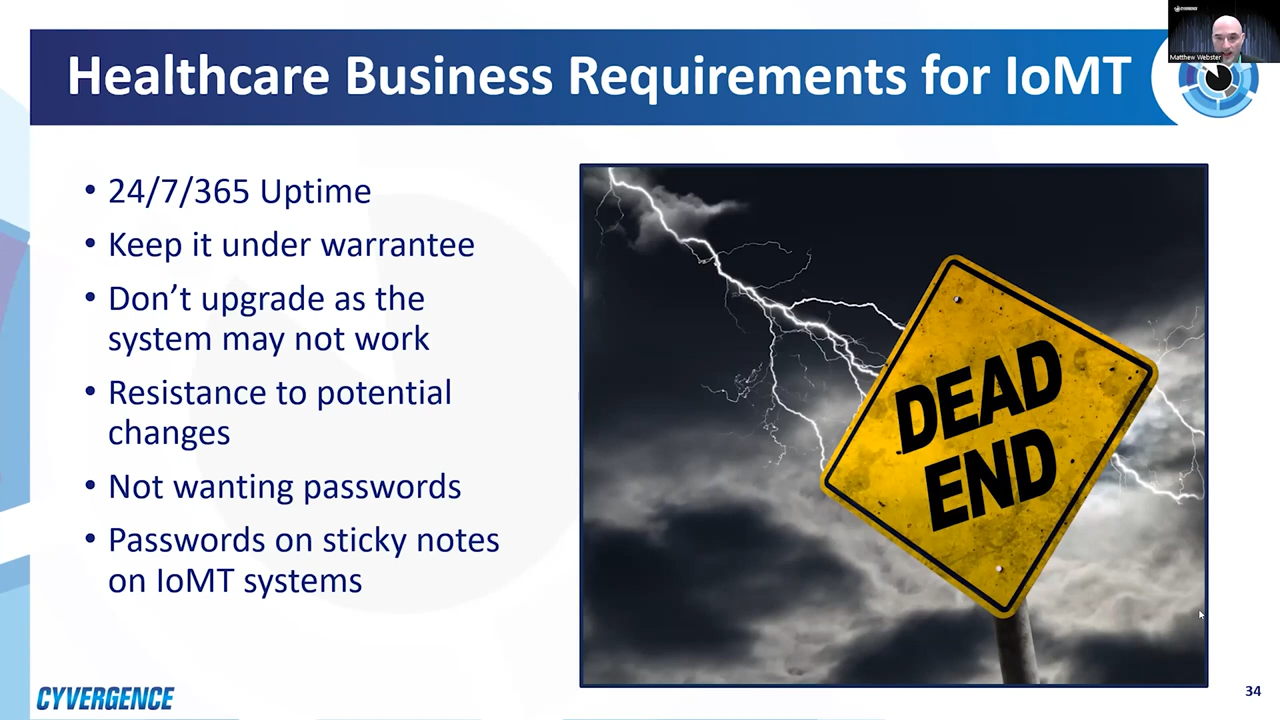 Healthcare Business Requirements for IoMT
CYVERGENCE
Matthew Webster
• 24/7/365 Uptime
• Keep it under warrantee
• Don’t upgrade as the
system may not work
• Resistance to potential
changes
• Not wanting passwords
• Passwords on sticky notes
on IoMT systems
DEAD
END
CYVERGENCE
34